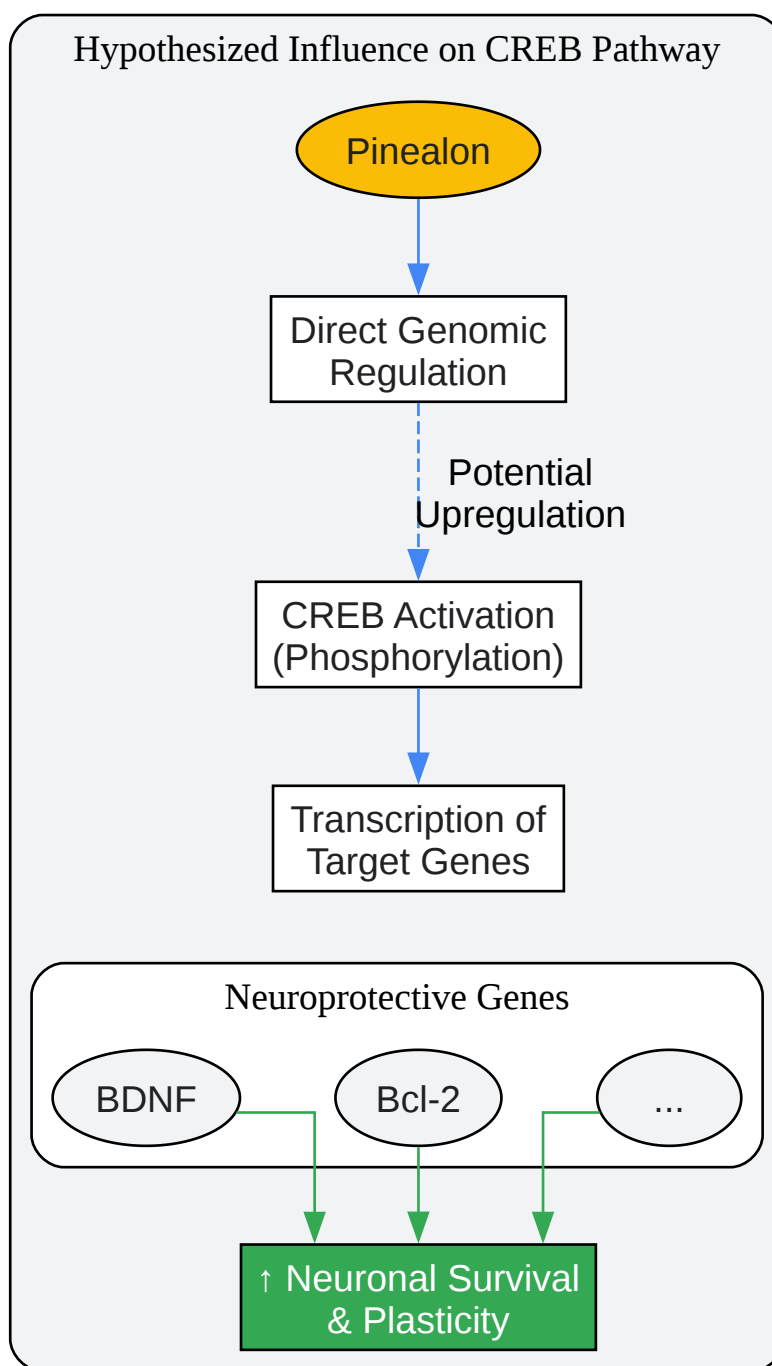 Hypothesized Influence on CREB Pathway
Pinealon
Direct Genomic
Regulation
Potential
Upregulation
CREB Activation
(Phosphorylation)
Transcription of
Target Genes
Neuroprotective Genes
BDNF
Bcl-2
...
↑ Neuronal Survival
& Plasticity